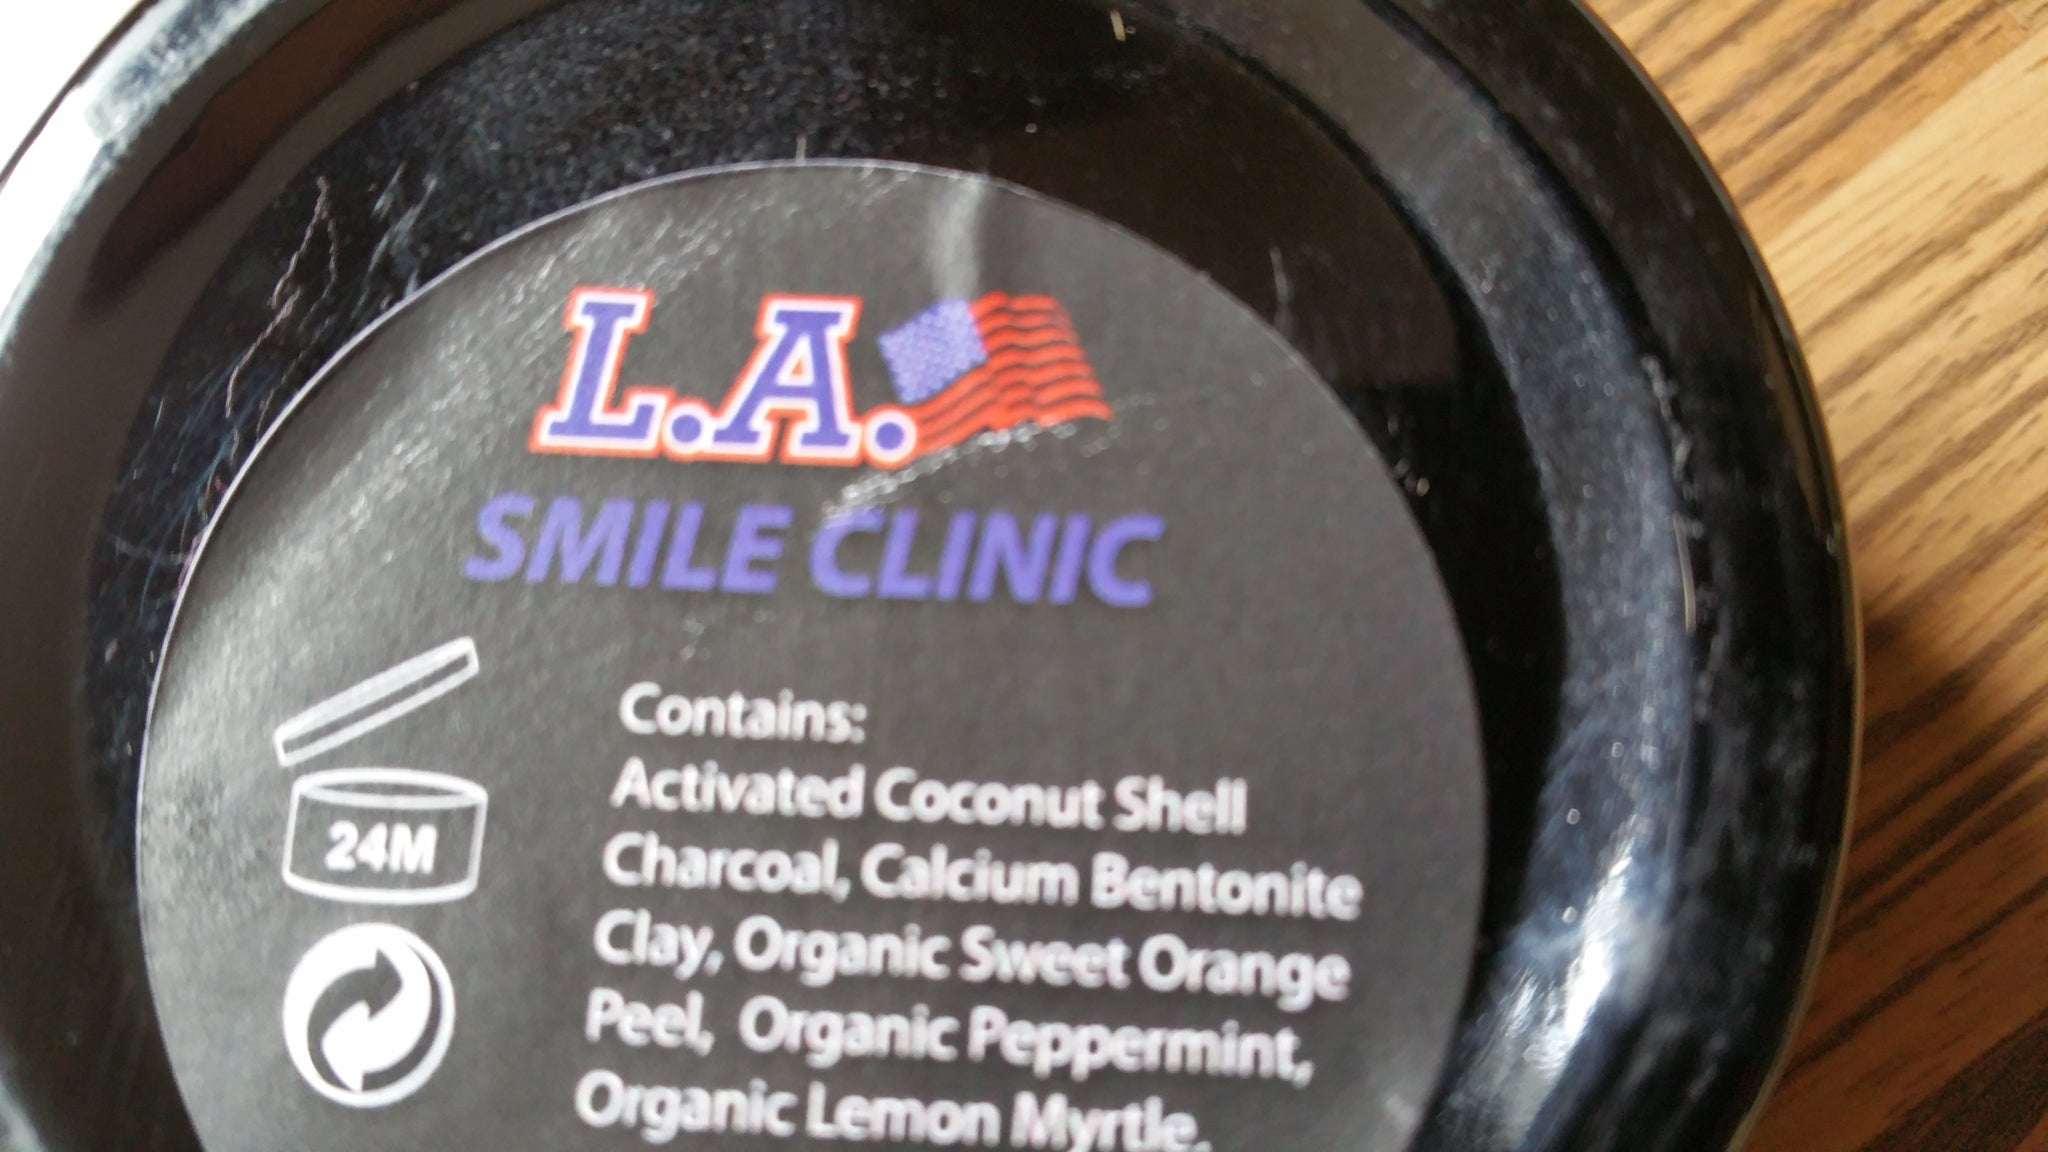 L.A.
SMILE CLINIC
24M
Contains:
Activated Coconut Shell
Charcoal, Calcium Bentonite
Clay, Organic Sweet Orange
Peel, Organic Peppermint,
Organic Lemon Myrtle.